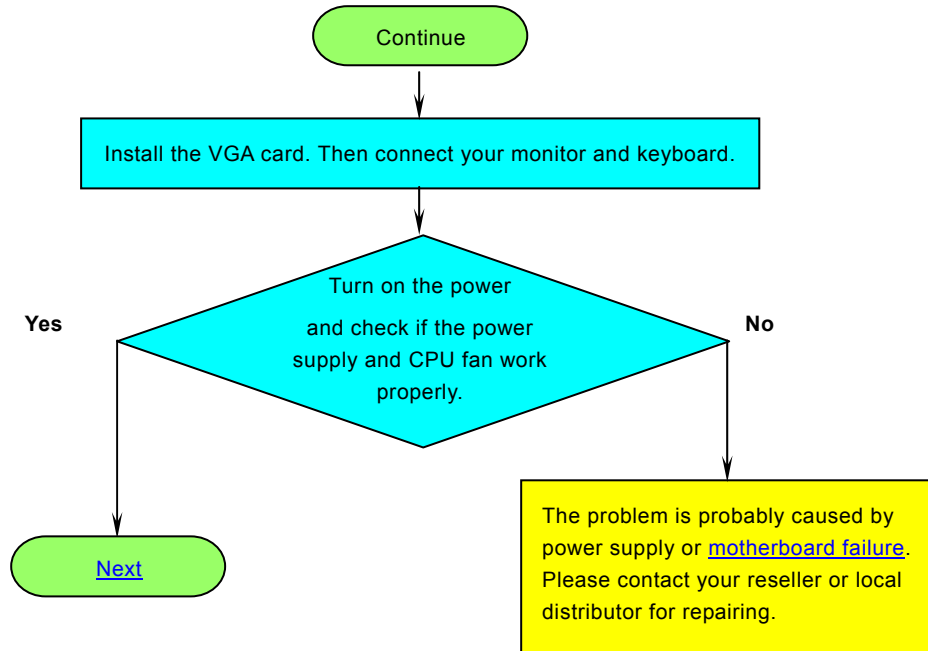 Continue
Install the VGA card. Then connect your monitor and keyboard.
Turn on the power
and check if the power
supply and CPU fan work
properly.
Yes
No
The problem is probably caused by
power supply or motherboard failure.
Please contact your reseller or local
distributor for repairing.
Next